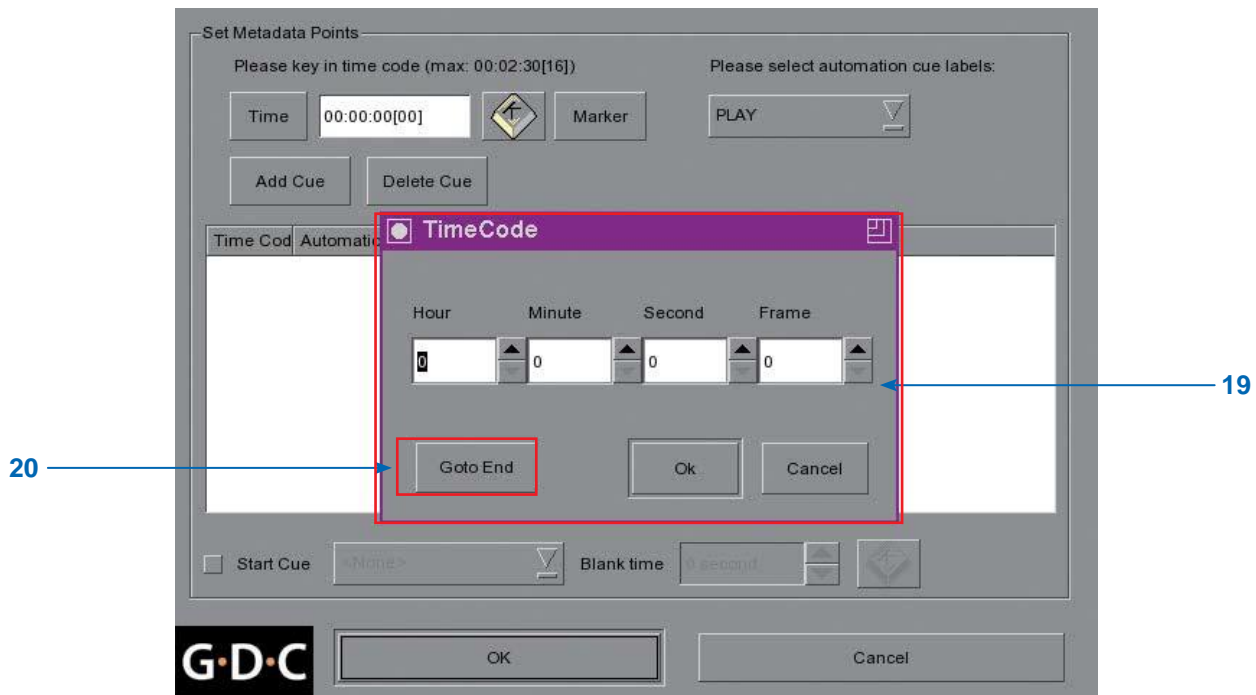 Set Metadata Points
Please key in time code (max: 00:02:30[16])
Please select automation cue labels:
Time
00:00:00[00]
Marker
PLAY
Add Cue
Delete Cue
Time Cod
Automatic
TimeCode
Hour
Minute
Second
Frame
0
0
0
0
19
20
Goto End
Ok
Cancel
Start Cue
<None>
Blank time
0 second
G·D·C
OK
Cancel